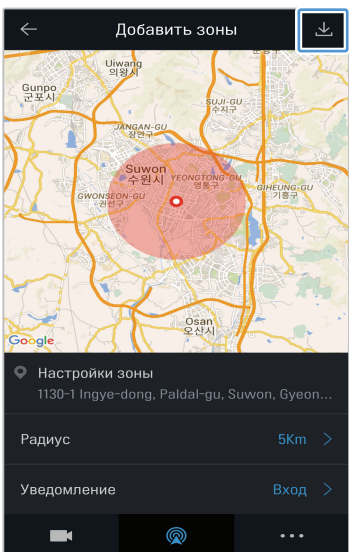 Добавить зоны
Uiwang
의왕시
Gunpo
군포시
SUJI-GU
수지구
JANGAN-GU
장안구
Suwon
수원시
YEONGTONG-GU
영통구
GWONSEON-GU
권선구
GIHEUNG-GU
기흥구
Osan
오산시
Google
Настройки зоны
1130-1 Ingye-dong, Paldal-gu, Suwon, Gyeon...
Радиус
5Km
Уведомление
Вход